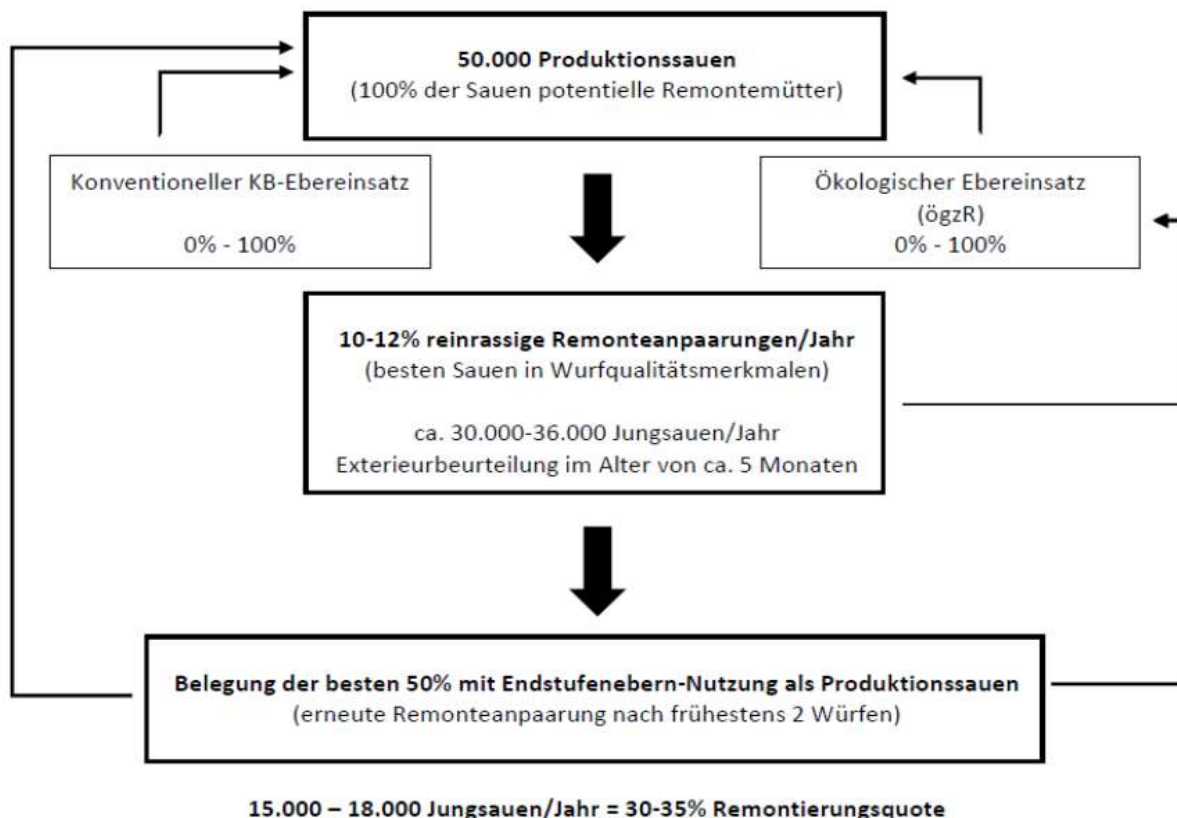 50.000 Produktionssauen
(100% der Sauen potentielle Remontemütter)
Konventioneller KB-Ebereinsatz
0% - 100%
Ökologischer Ebereinsatz
(ögzR)
0% - 100%
10-12% reinrassige Remonteanpaarungen/Jahr
(besten Sauen in Wurfqualitätsmerkmalen)
ca. 30.000-36.000 Jungsauen/Jahr
Exterieurbeurteilung im Alter von ca. 5 Monaten
Belegung der besten 50% mit Endstufenebern-Nutzung als Produktionssauen
(erneute Remonteanpaarung nach frühestens 2 Würfen)
15.000 – 18.000 Jungsauen/Jahr = 30-35% Remontierungsquote